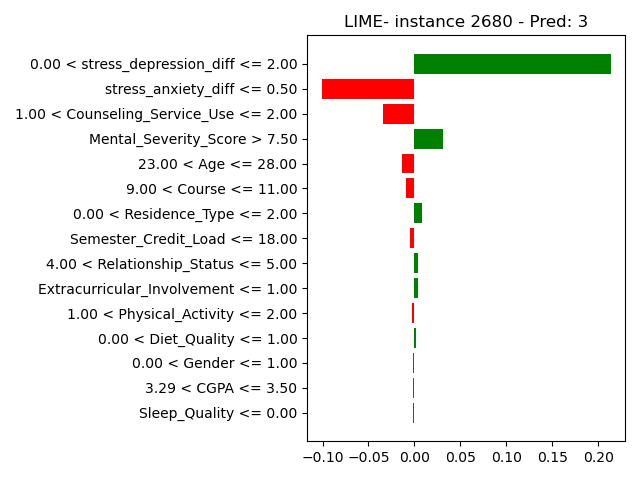 LIME- instance 2680 - Pred: 3
0.00 < stress_depression_diff <= 2.00
stress_anxiety_diff <= 0.50
1.00 < Counseling_Service_Use <= 2.00
Mental_Severity_Score > 7.50
23.00 < Age <= 28.00
9.00 < Course <= 11.00
0.00 < Residence_Type <= 2.00
Semester_Credit_Load <= 18.00
4.00 < Relationship_Status <= 5.00
Extracurricular_Involvement <= 1.00
1.00 < Physical_Activity <= 2.00
0.00 < Diet_Quality <= 1.00
0.00 < Gender <= 1.00
3.29 < CGPA <= 3.50
Sleep_Quality <= 0.00
−0.10 −0.05 0.00 0.05 0.10 0.15 0.20